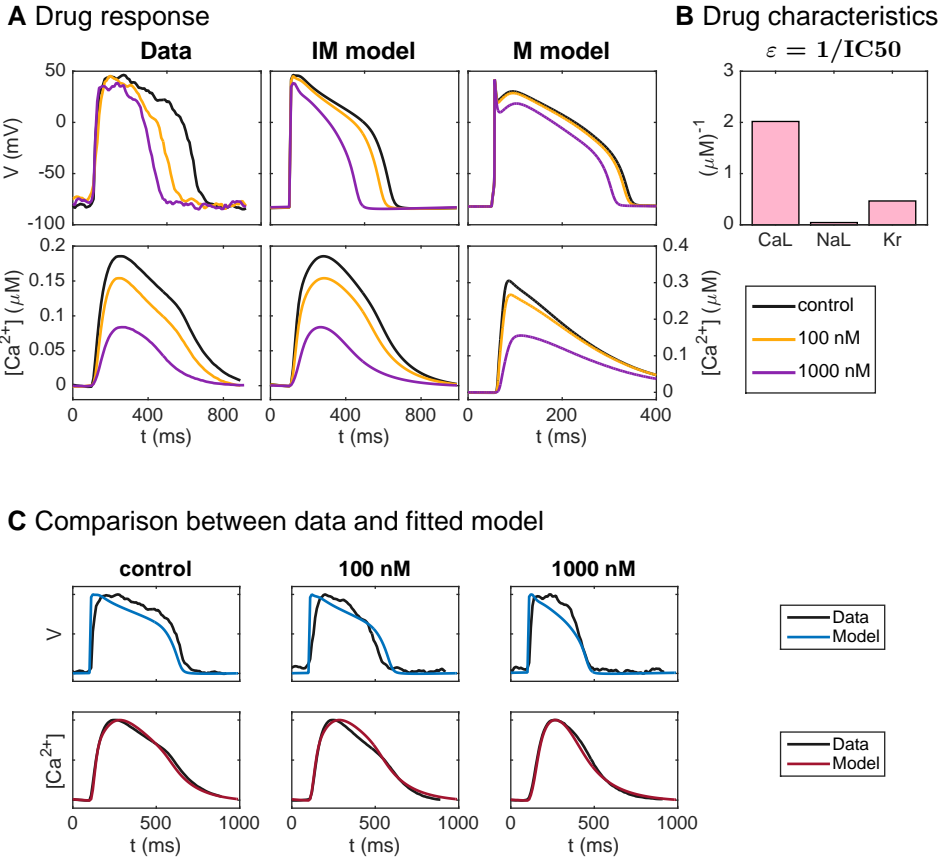 A Drug response
B Drug characteristics
Data
IM model
M model
ε = 1/IC50
V (mV)
50
0
-50
-100
(μM)⁻¹
3
2
1
0
CaL
NaL
Kr
[Ca²⁺] (μM)
0.2
0.15
0.1
0.05
0
0.4
0.3
0.2
0.1
0
[Ca²⁺] (μM)
0
400
800
0
400
800
0
200
400
t (ms)
t (ms)
t (ms)
control
100 nM
1000 nM
C Comparison between data and fitted model
control
100 nM
1000 nM
V
Data
Model
[Ca²⁺]
Data
Model
0
500
1000
0
500
1000
0
500
1000
t (ms)
t (ms)
t (ms)